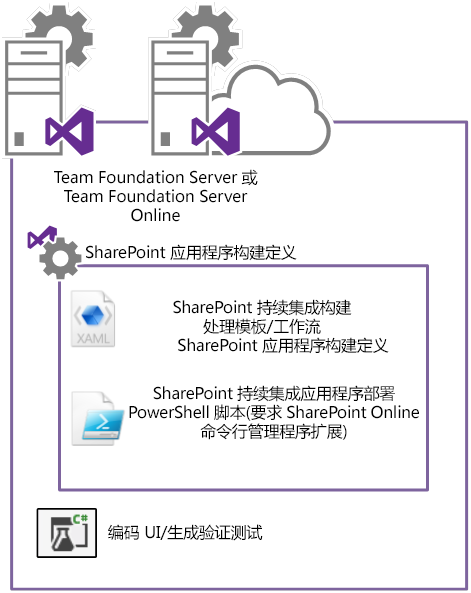 Team Foundation Server 或
Team Foundation Server
Online
SharePoint 应用程序构建定义
SharePoint 持续集成构建
处理模板/工作流
SharePoint 应用程序构建定义
XAML
SharePoint 持续集成应用程序部署
PowerShell 脚本(要求 SharePoint Online
命令行管理程序扩展)
C#
编码 UI/生成验证测试